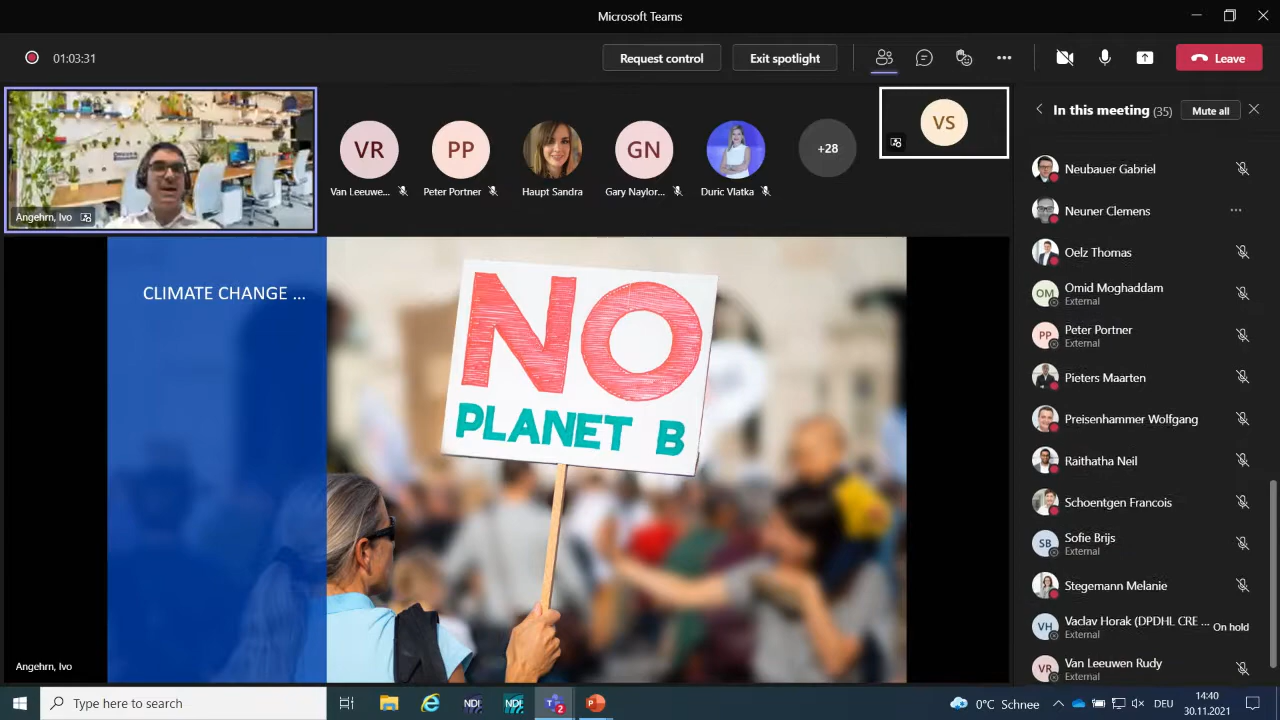 Microsoft Teams
01:03:31
Request control
Exit spotlight
Leave
Angehrn, Ivo
VR
Van Leeuwe...
PP
Peter Portner
Haupt Sandra
GN
Gary Naylor...
Duric Vlatka
+28
VS
In this meeting (35)
Mute all
Neubauer Gabriel
Neuner Clemens
Oelz Thomas
OM
Omid Moghaddam
External
PP
Peter Portner
External
Pieters Maarten
Preisenhammer Wolfgang
Raithatha Neil
Schoentgen Francois
SB
Sofie Brijs
External
Stegemann Melanie
VH
Vaclav Horak (DPDHL CRE ...
External
On hold
VR
Van Leeuwen Rudy
External
CLIMATE CHANGE ...
NO
PLANET B
Angehrn, Ivo
Type here to search
NDF
2
0°C Schnee
DEU
14:40
30.11.2021